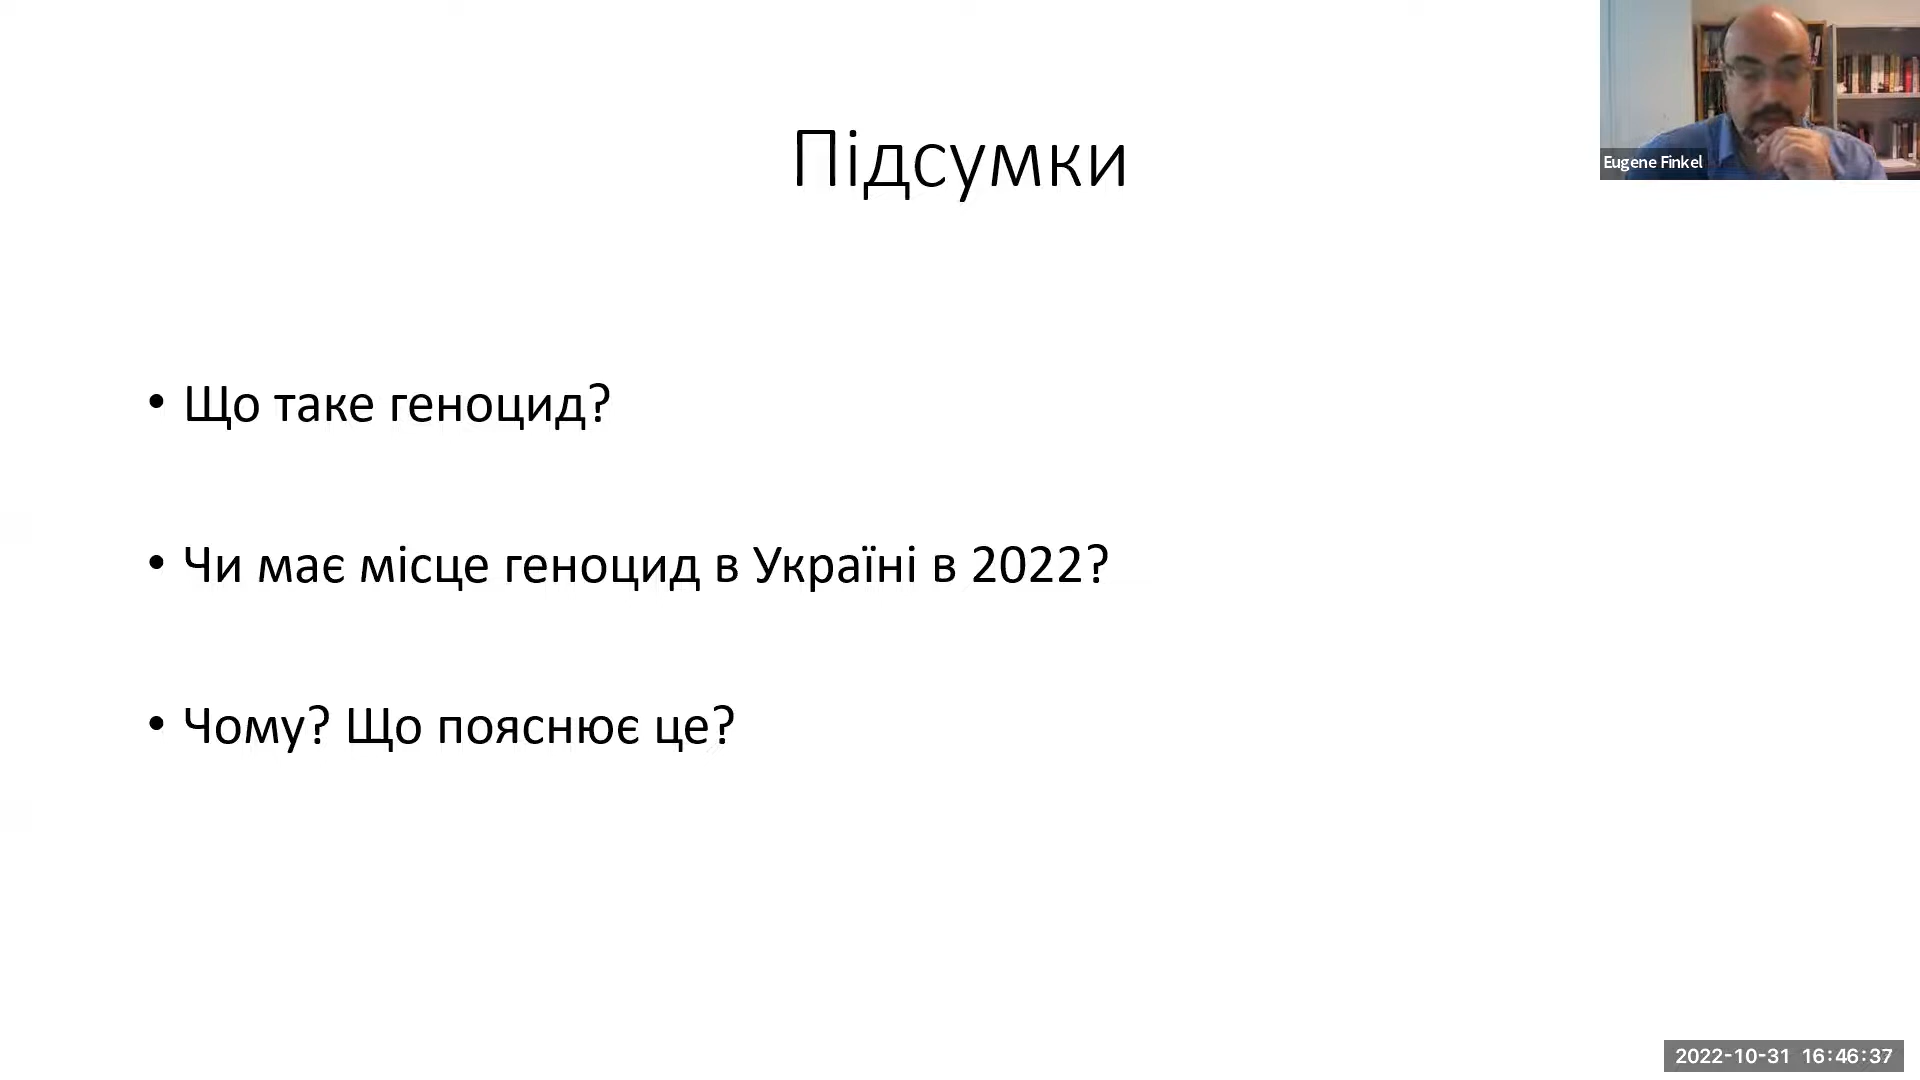 Підсумки
Eugene Finkel
• Що таке геноцид?
• Чи має місце геноцид в Україні в 2022?
• Чому? Що пояснює це?
2022-10-31 16:46:37